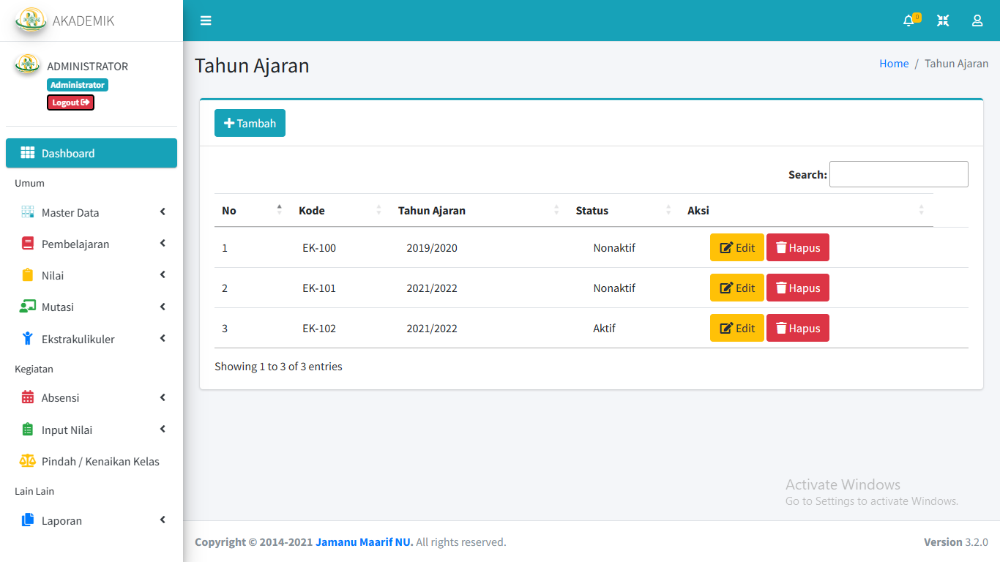 AKADEMIK
0
ADMINISTRATOR
Administrator
Logout
Dashboard
Umum
Master Data
Pembelajaran
Nilai
Mutasi
Ekstrakulikuler
Kegiatan
Absensi
Input Nilai
Pindah / Kenaikan Kelas
Lain Lain
Laporan
Tahun Ajaran
Home / Tahun Ajaran
Tambah
Search:
No Kode Tahun Ajaran Status Aksi
1 EK-100 2019/2020 Nonaktif Edit Hapus
2 EK-101 2021/2022 Nonaktif Edit Hapus
3 EK-102 2021/2022 Aktif Edit Hapus
Showing 1 to 3 of 3 entries
Activate Windows
Go to Settings to activate Windows.
Copyright © 2014-2021 Jamanu Maarif NU. All rights reserved.
Version 3.2.0